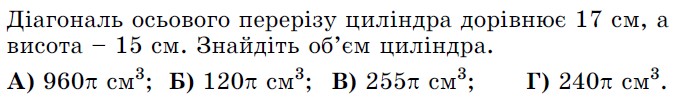 Діагональ осьового перерізу циліндра дорівнює 17 см, а
висота – 15 см. Знайдіть об’єм циліндра.
А) 960π см³; Б) 120π см³; В) 255π см³; Г) 240π см³.